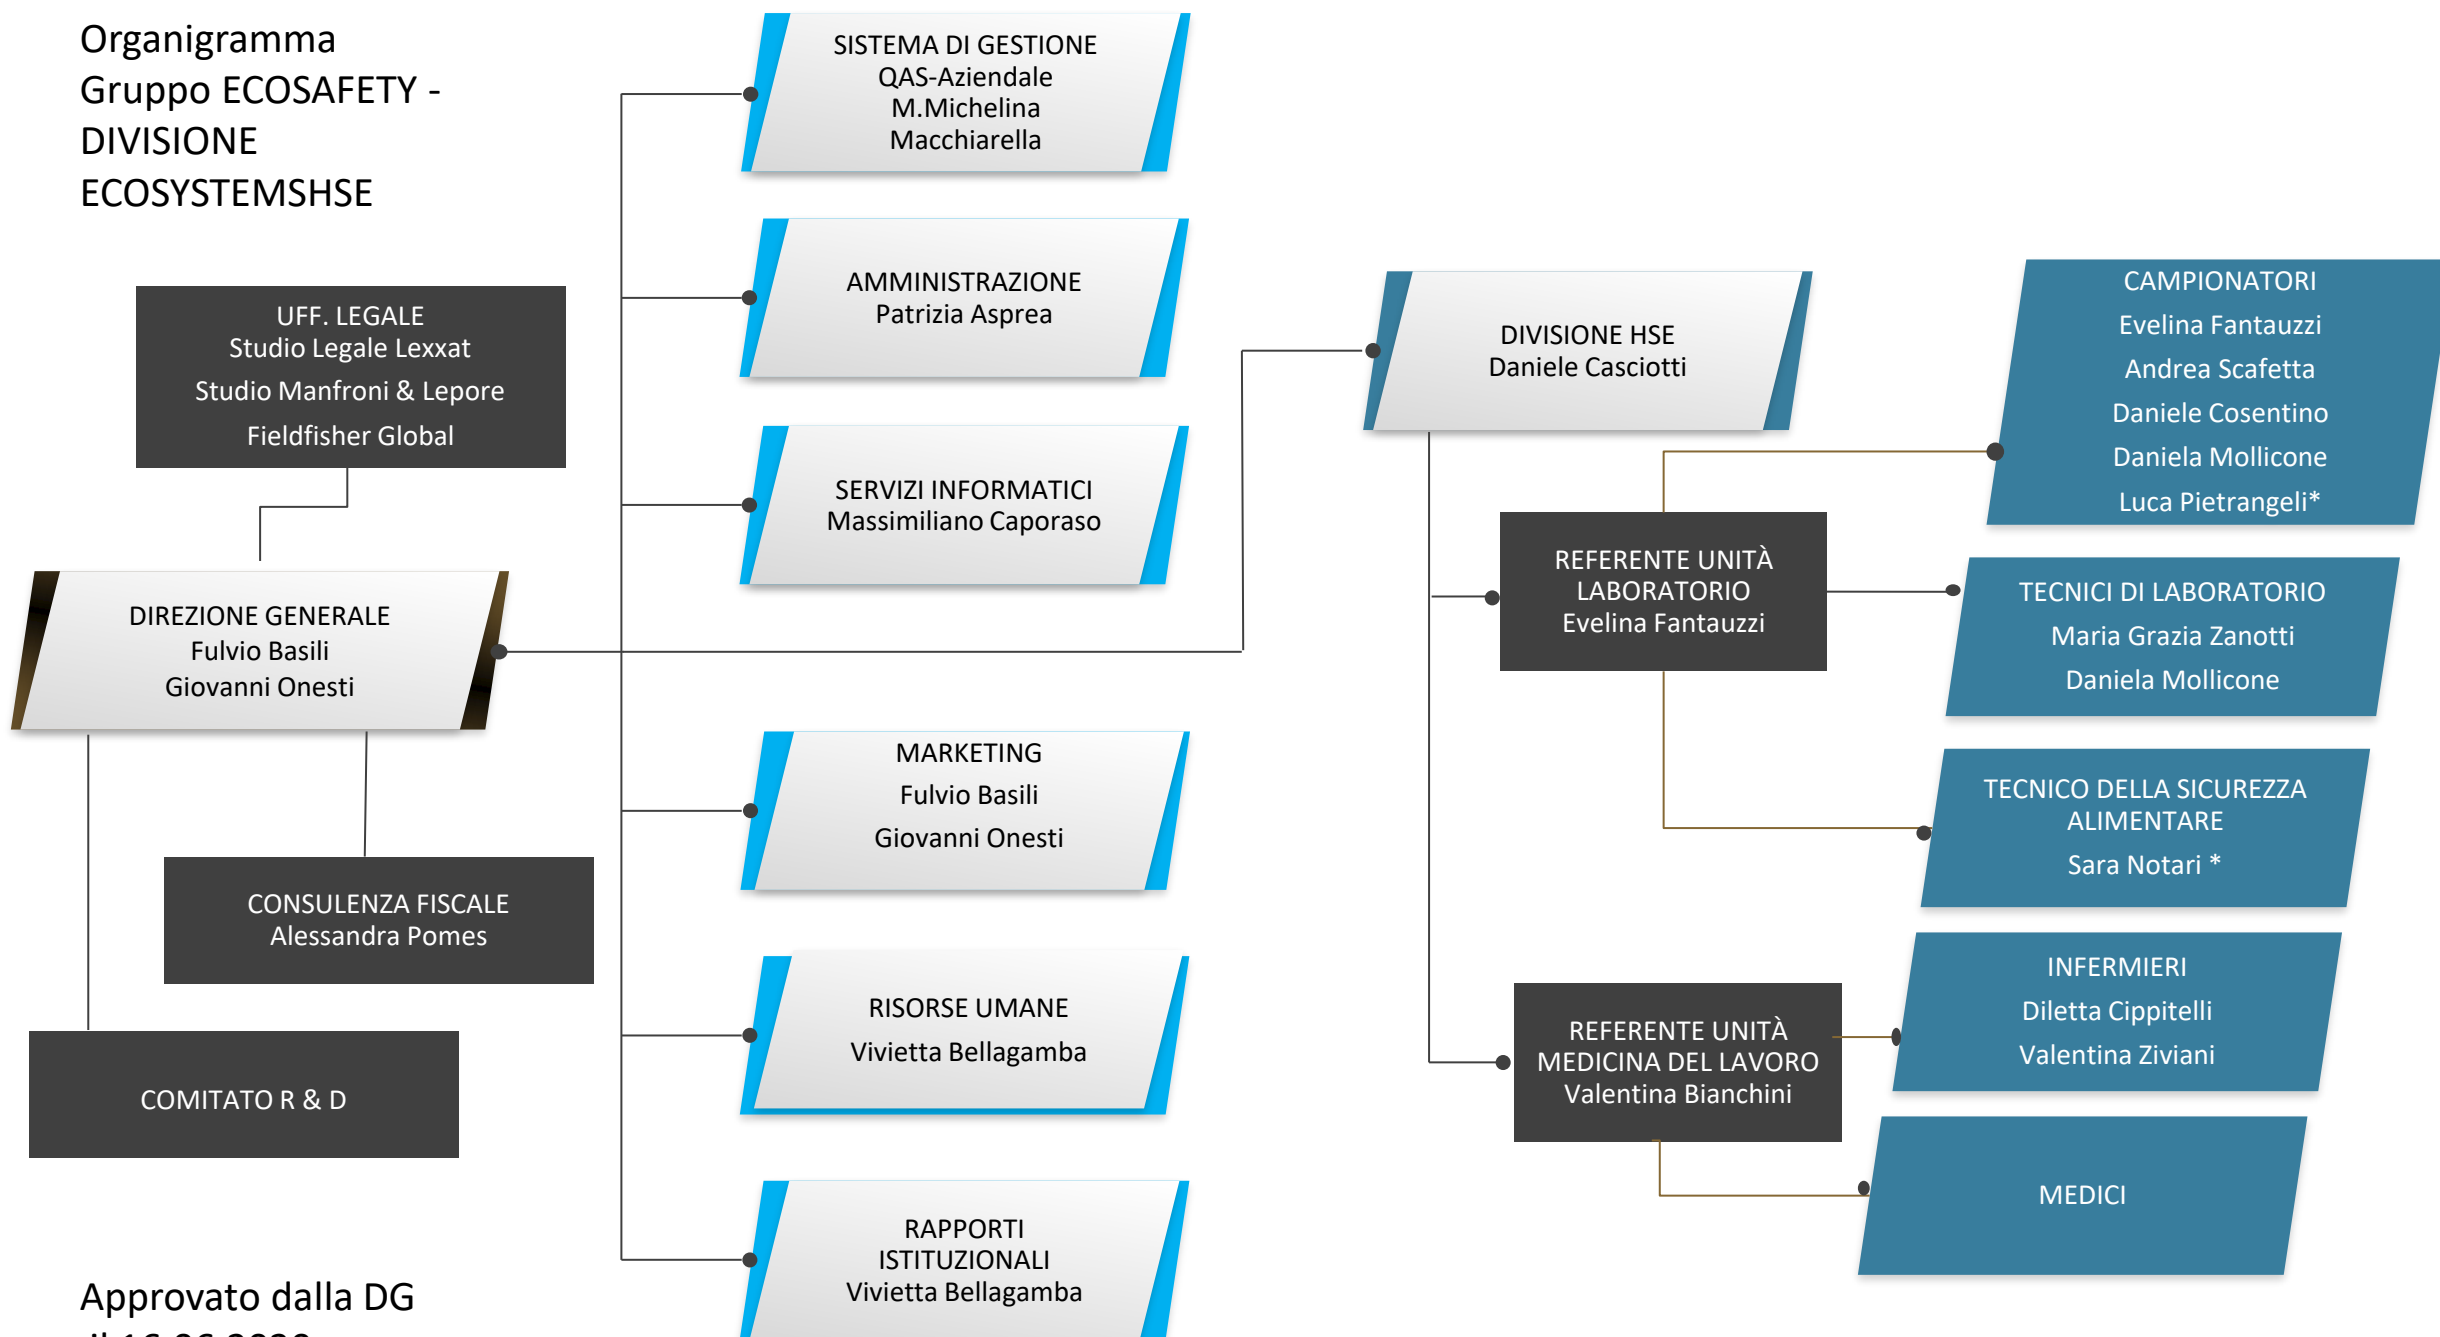 Organigramma
Gruppo ECOSAFETY -
DIVISIONE
ECOSYSTEMSHSE
UFF. LEGALE
Studio Legale Lexxat
Studio Manfroni & Lepore
Fieldfisher Global
DIREZIONE GENERALE
Fulvio Basili
Giovanni Onesti
CONSULENZA FISCALE
Alessandra Pomes
COMITATO R & D
SISTEMA DI GESTIONE
QAS-Aziendale
M.Michelina
Macchiarella
AMMINISTRAZIONE
Patrizia Asprea
SERVIZI INFORMATICI
Massimiliano Caporaso
MARKETING
Fulvio Basili
Giovanni Onesti
RISORSE UMANE
Vivietta Bellagamba
RAPPORTI
ISTITUZIONALI
Vivietta Bellagamba
DIVISIONE HSE
Daniele Casciotti
REFERENTE UNITÀ
LABORATORIO
Evelina Fantauzzi
REFERENTE UNITÀ
MEDICINA DEL LAVORO
Valentina Bianchini
CAMPIONATORI
Evelina Fantauzzi
Andrea Scafetta
Daniele Cosentino
Daniela Mollicone
Luca Pietrangeli*
TECNICI DI LABORATORIO
Maria Grazia Zanotti
Daniela Mollicone
TECNICO DELLA SICUREZZA
ALIMENTARE
Sara Notari *
INFERMIERI
Diletta Cippitelli
Valentina Ziviani
MEDICI
Approvato dalla DG